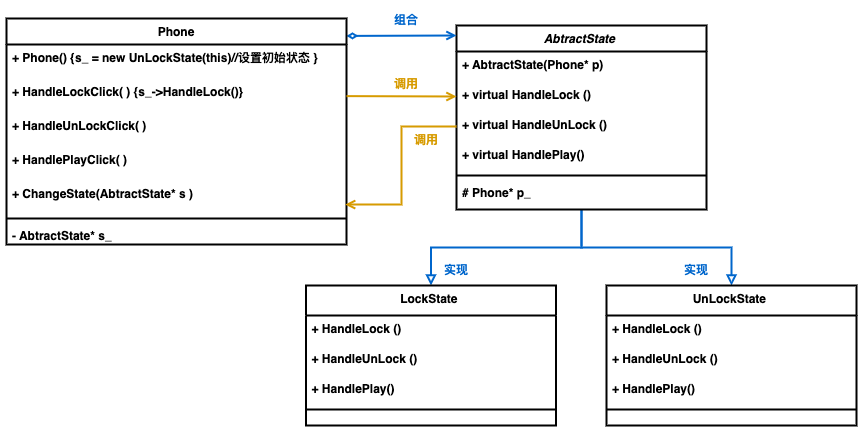 Phone
+ Phone() {s_ = new UnLockState(this)//设置初始状态 }
+ HandleLockClick( ) {s_->HandleLock()}
+ HandleUnLockClick( )
+ HandlePlayClick( )
+ ChangeState(AbtractState* s )
- AbtractState* s_
组合
调用
调用
AbtractState
+ AbtractState(Phone* p)
+ virtual HandleLock ()
+ virtual HandleUnLock ()
+ virtual HandlePlay()
# Phone* p_
实现
实现
LockState
+ HandleLock ()
+ HandleUnLock ()
+ HandlePlay()
UnLockState
+ HandleLock ()
+ HandleUnLock ()
+ HandlePlay()